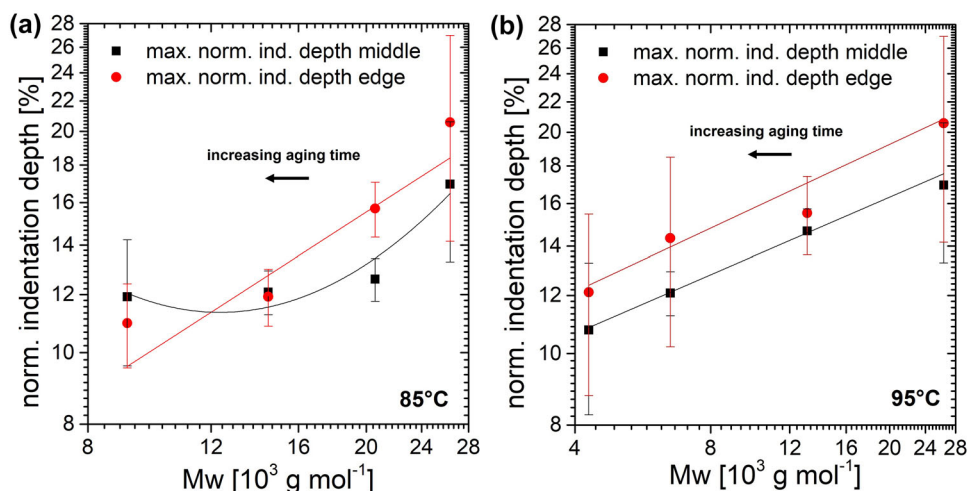 (a)
norm. indentation depth [%]
28
26
24
22
20
18
16
14
12
10
8
max. norm. ind. depth middle
max. norm. ind. depth edge
increasing aging time
85°C
8
12
16
20
24
28
Mw [10³ g mol⁻¹]
(b)
norm. indentation depth [%]
28
26
24
22
20
18
16
14
12
10
8
max. norm. ind. depth middle
max. norm. ind. depth edge
increasing aging time
95°C
4
8
12
16
20
24
28
Mw [10³ g mol⁻¹]